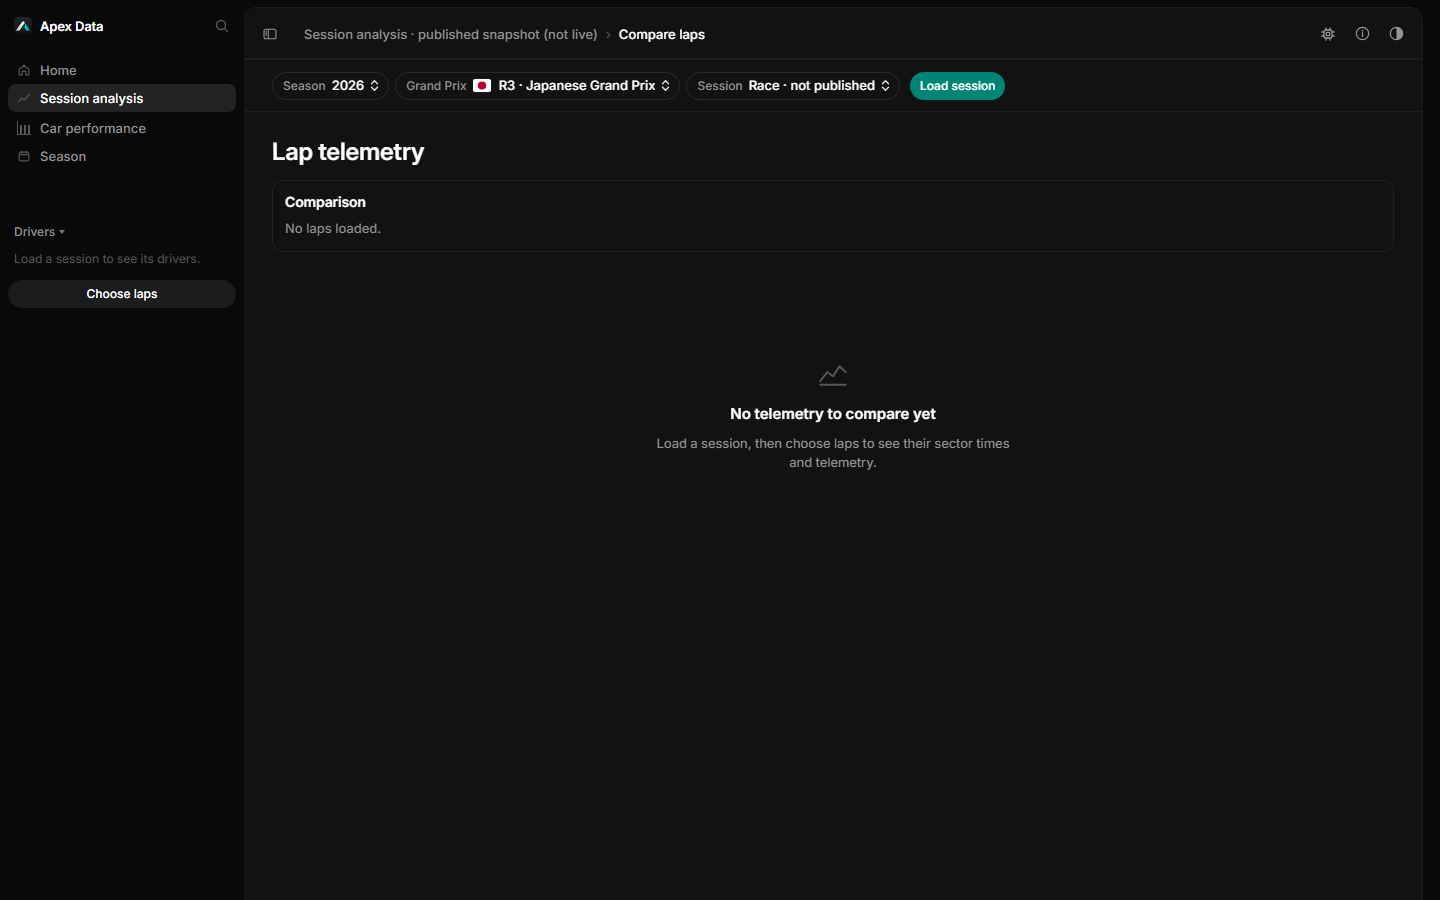 Apex Data
Home
Session analysis
Car performance
Season
Drivers
Load a session to see its drivers.
Choose laps
Session analysis · published snapshot (not live) › Compare laps
Season 2026
Grand Prix R3 · Japanese Grand Prix
Session Race · not published
Load session
Lap telemetry
Comparison
No laps loaded.
No telemetry to compare yet
Load a session, then choose laps to see their sector times
and telemetry.